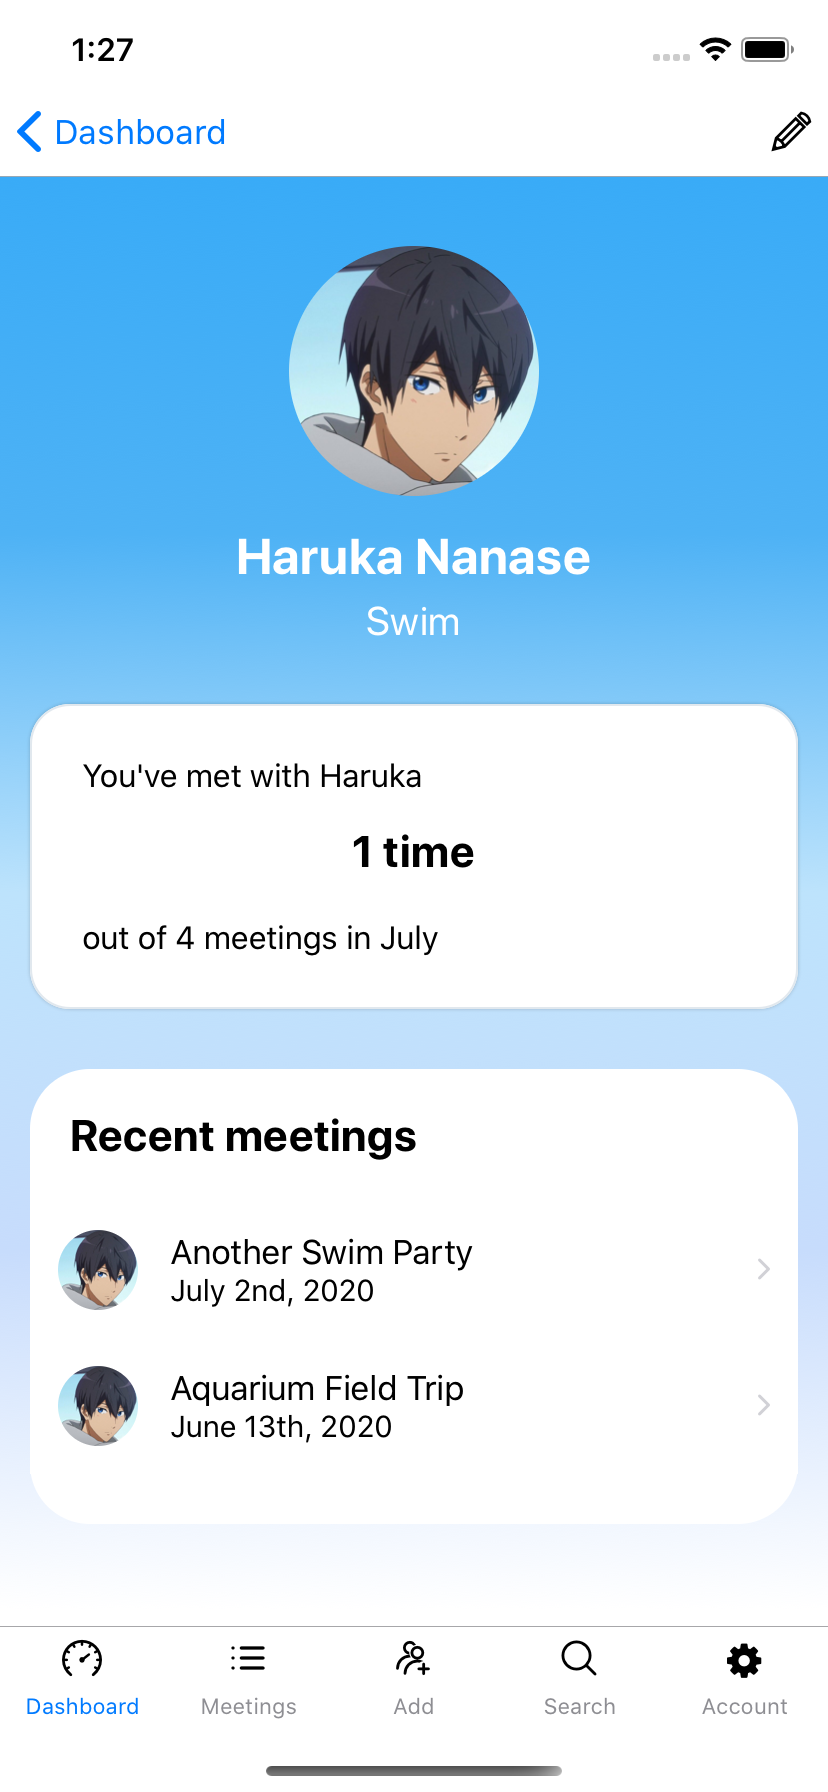 1:27
Dashboard
Haruka Nanase
Swim
You've met with Haruka
1 time
out of 4 meetings in July
Recent meetings
Another Swim Party
July 2nd, 2020
Aquarium Field Trip
June 13th, 2020
Dashboard
Meetings
Add
Search
Account